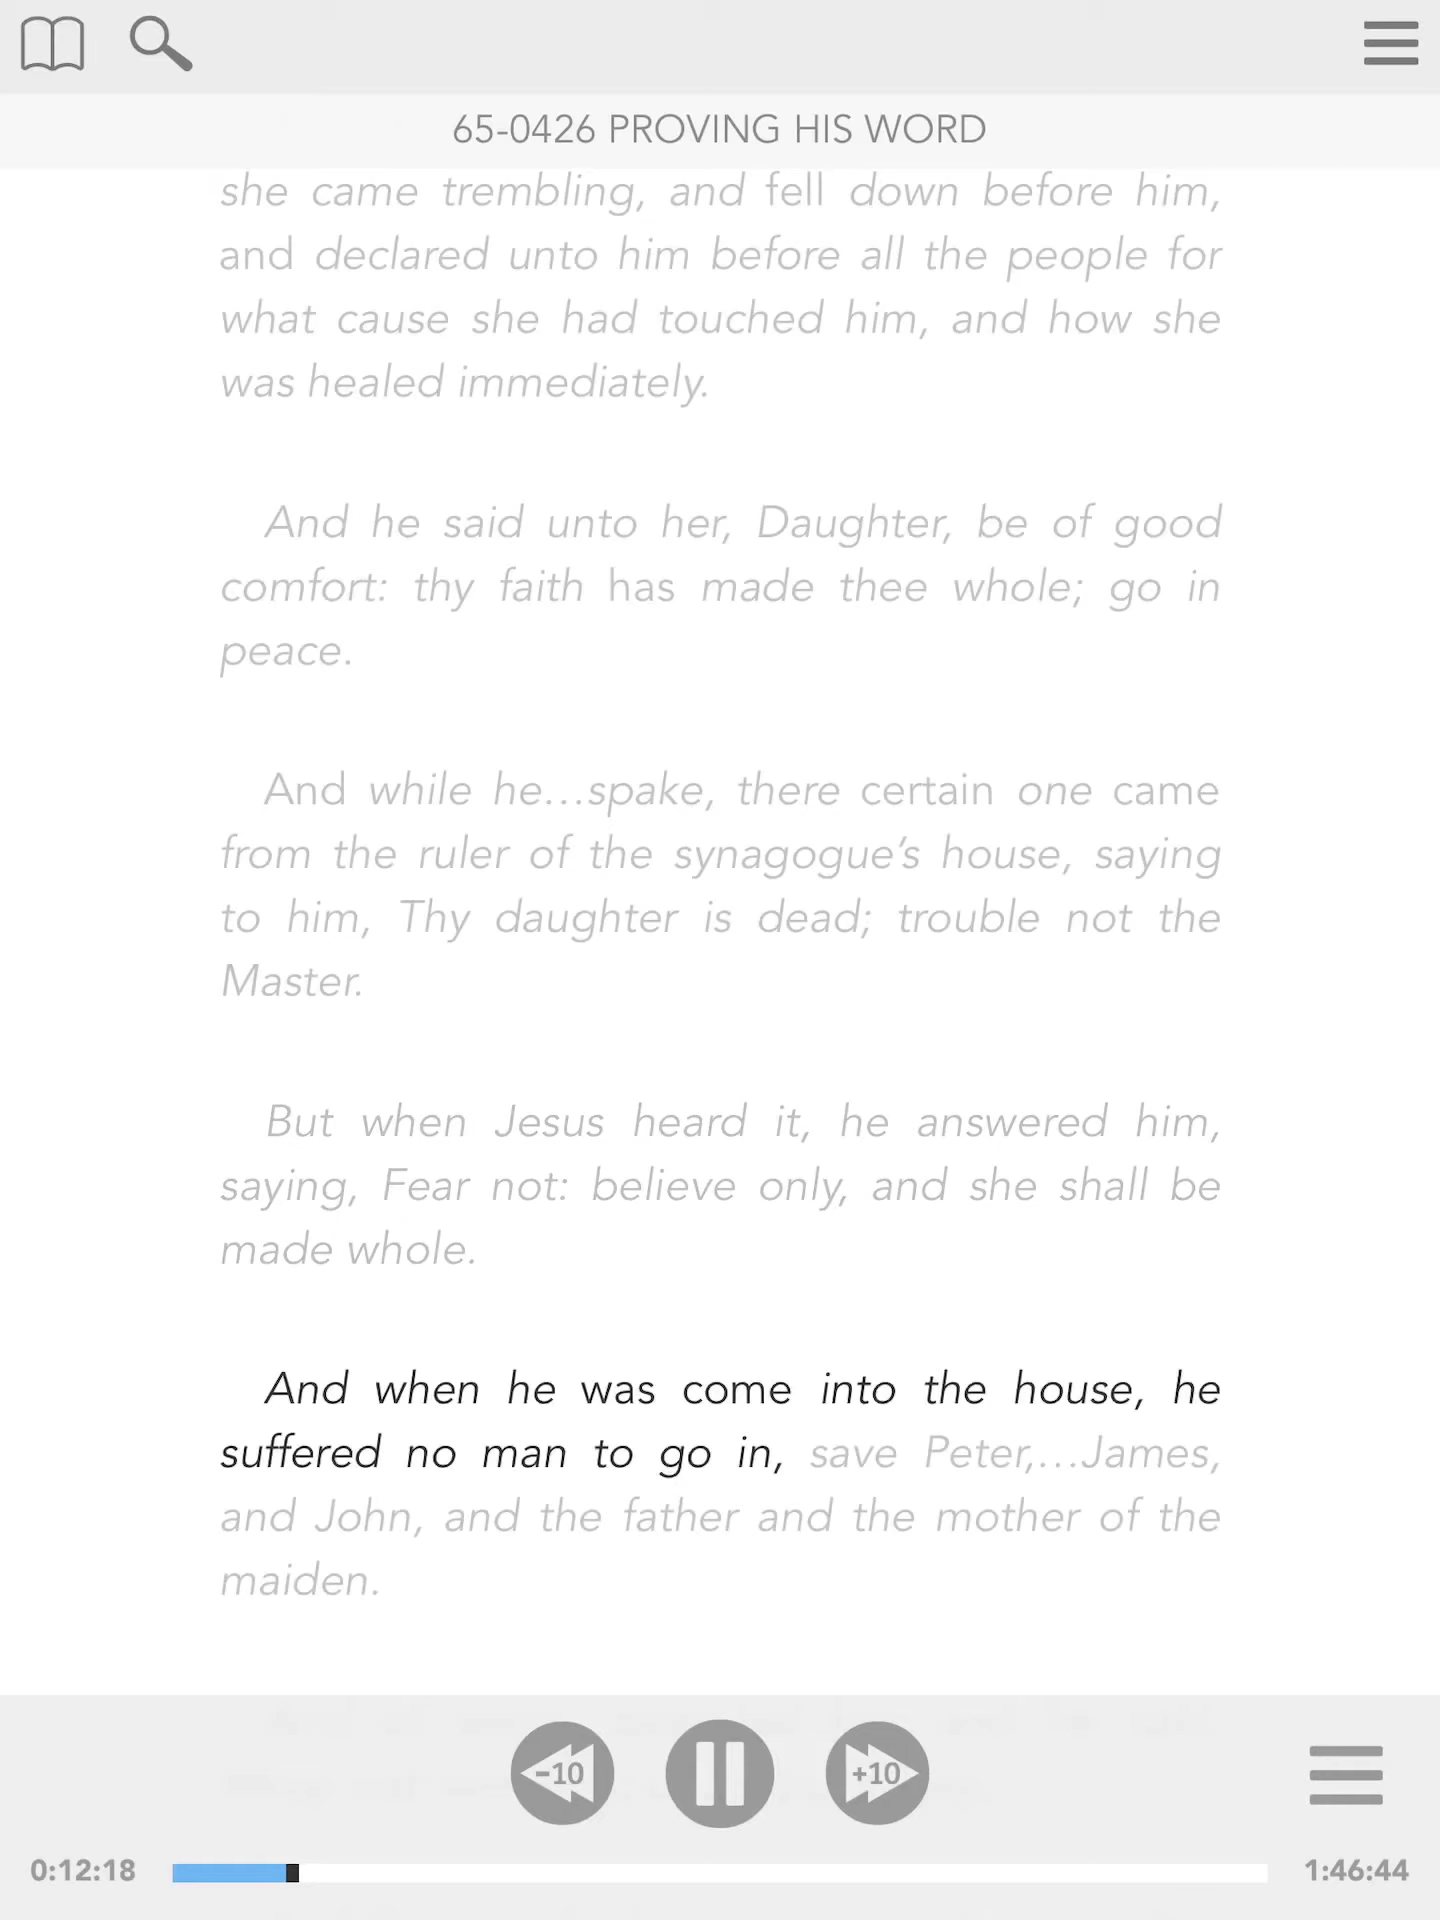 65-0426 PROVING HIS WORD
she came trembling, and fell down before him,
and declared unto him before all the people for
what cause she had touched him, and how she
was healed immediately.
And he said unto her, Daughter, be of good
comfort: thy faith has made thee whole; go in
peace.
And while he…spake, there certain one came
from the ruler of the synagogue’s house, saying
to him, Thy daughter is dead; trouble not the
Master.
But when Jesus heard it, he answered him,
saying, Fear not: believe only, and she shall be
made whole.
And when he was come into the house, he
suffered no man to go in, save Peter,…James,
and John, and the father and the mother of the
maiden.
-10
+10
0:12:18
1:46:44